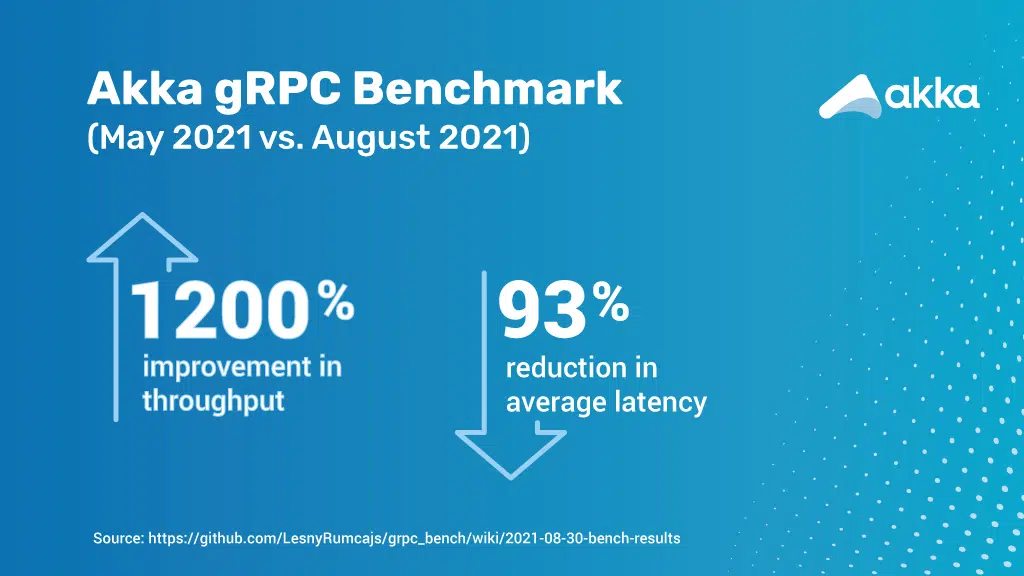 Akka gRPC Benchmark
(May 2021 vs. August 2021)
akka
1200%
improvement in
throughput
93%
reduction in
average latency
Source: https://github.com/LesnyRumcajs/grpc_bench/wiki/2021-08-30-bench-results